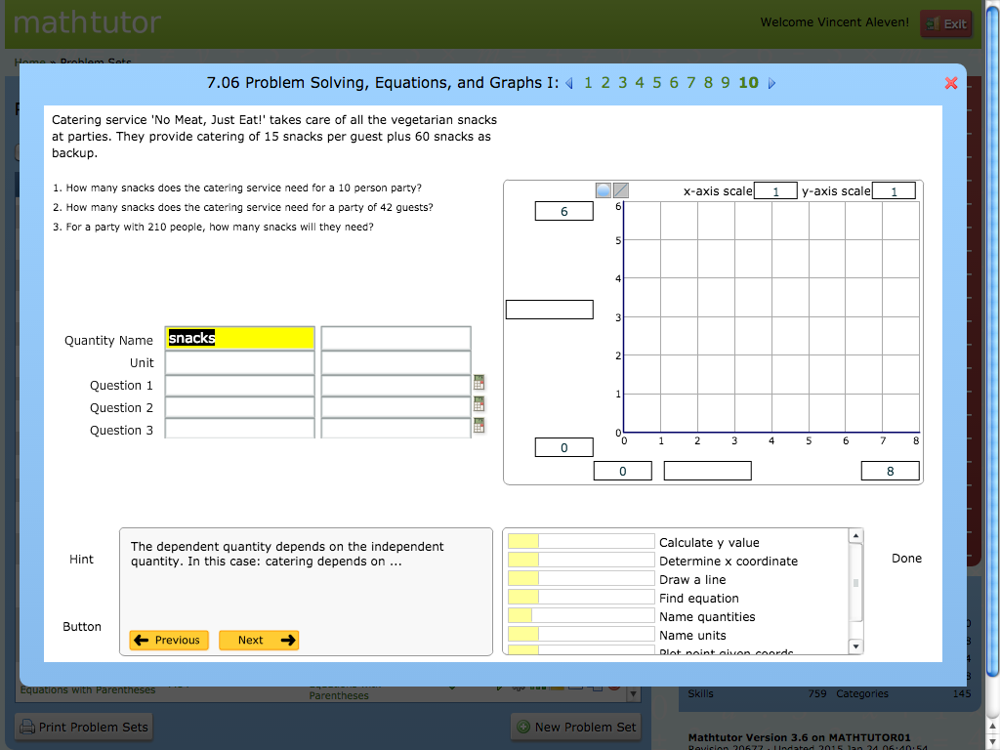 mathtutor
Welcome Vincent Aleven!
Exit
Home » Problem Sets
7.06 Problem Solving, Equations, and Graphs I: 1 2 3 4 5 6 7 8 9 10
Catering service 'No Meat, Just Eat!' takes care of all the vegetarian snacks
at parties. They provide catering of 15 snacks per guest plus 60 snacks as
backup.
1. How many snacks does the catering service need for a 10 person party?
2. How many snacks does the catering service need for a party of 42 guests?
3. For a party with 210 people, how many snacks will they need?
x-axis scale 1 y-axis scale 1
6
6
5
4
3
2
1
0
0
0 1 2 3 4 5 6 7 8
0
8
Quantity Name
snacks
Unit
Question 1
Question 2
Question 3
Hint
Button
The dependent quantity depends on the independent
quantity. In this case: catering depends on ...
Previous
Next
Calculate y value
Determine x coordinate
Draw a line
Find equation
Name quantities
Name units
Plot point given coords
Done
Equations with Parentheses
Parentheses
Skills 759 Categories 145
Print Problem Sets
New Problem Set
Mathtutor Version 3.6 on MATHTUTOR01
Revision 20677 - Updated 2015 Jan 24 06:40:54